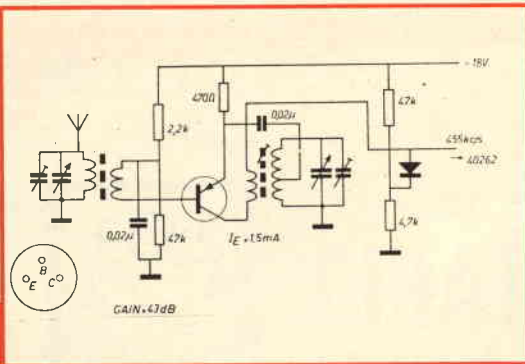 -18V
470Ω
2,2k
0,02µ
47k
455kc/s
→ 40262
0,02µ
47k
4,7k
I_E = 1.5mA
B
E C
GAIN = 43dB